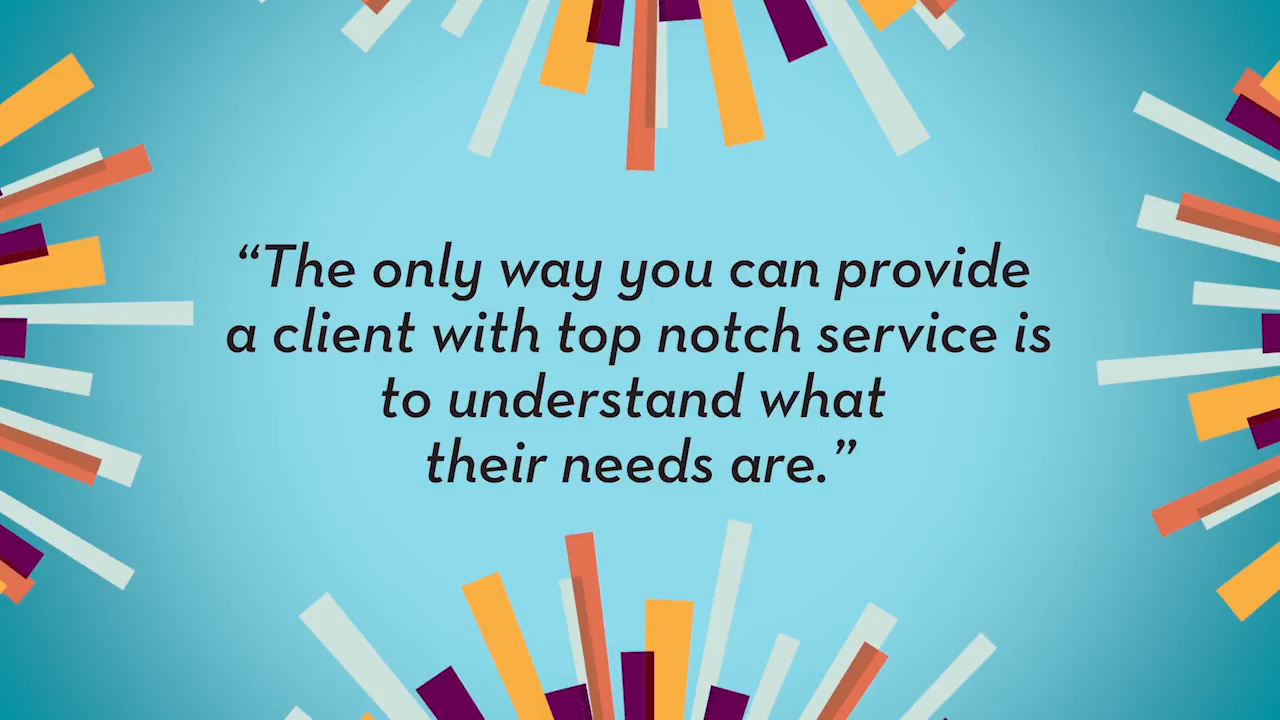 “The only way you can provide
a client with top notch service is
to understand what
their needs are.”